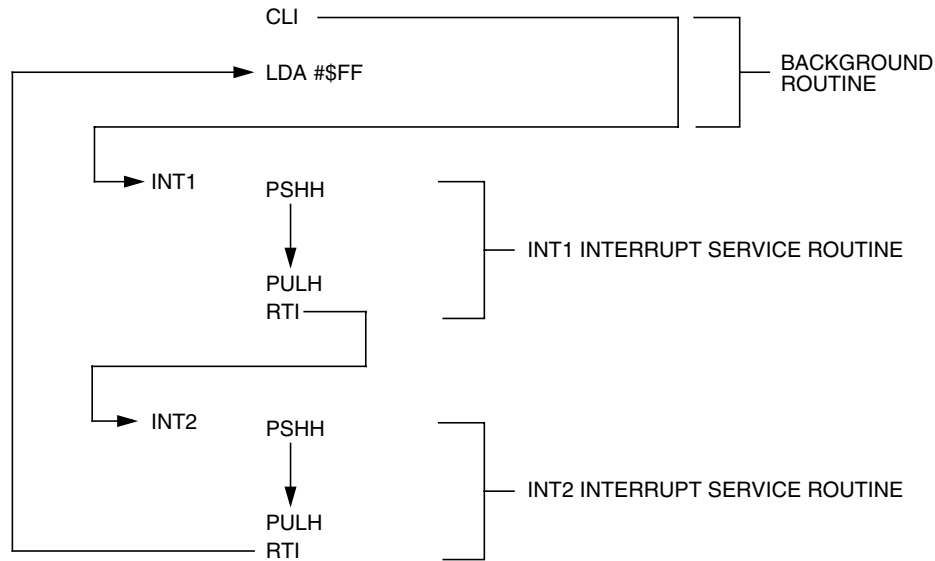 CLI
LDA #$FF
BACKGROUND
ROUTINE
INT1
PSHH
INT1 INTERRUPT SERVICE ROUTINE
PULH
RTI
INT2
PSHH
INT2 INTERRUPT SERVICE ROUTINE
PULH
RTI